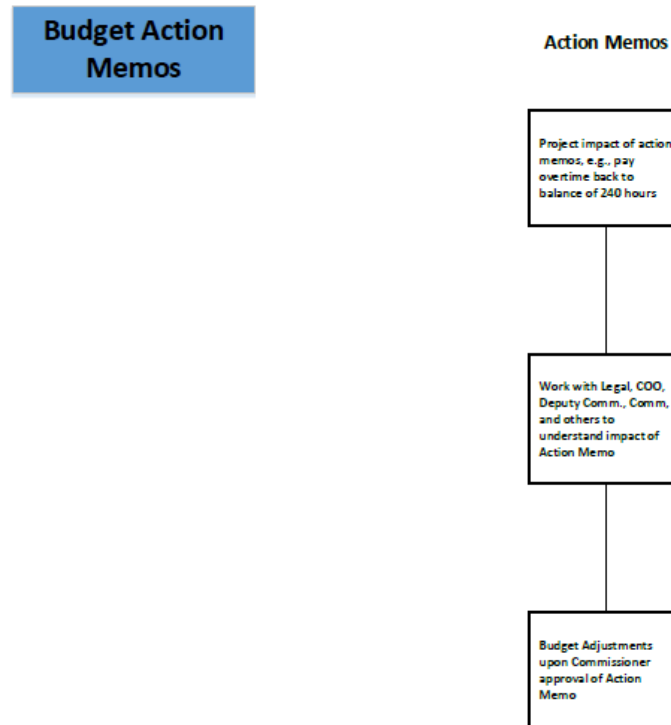 Budget Action
Memos
Action Memos
Project impact of action
memos, e.g., pay
overtime back to
balance of 240 hours
Work with Legal, COO,
Deputy Comm., Comm,
and others to
understand impact of
Action Memo
Budget Adjustments
upon Commissioner
approval of Action
Memo